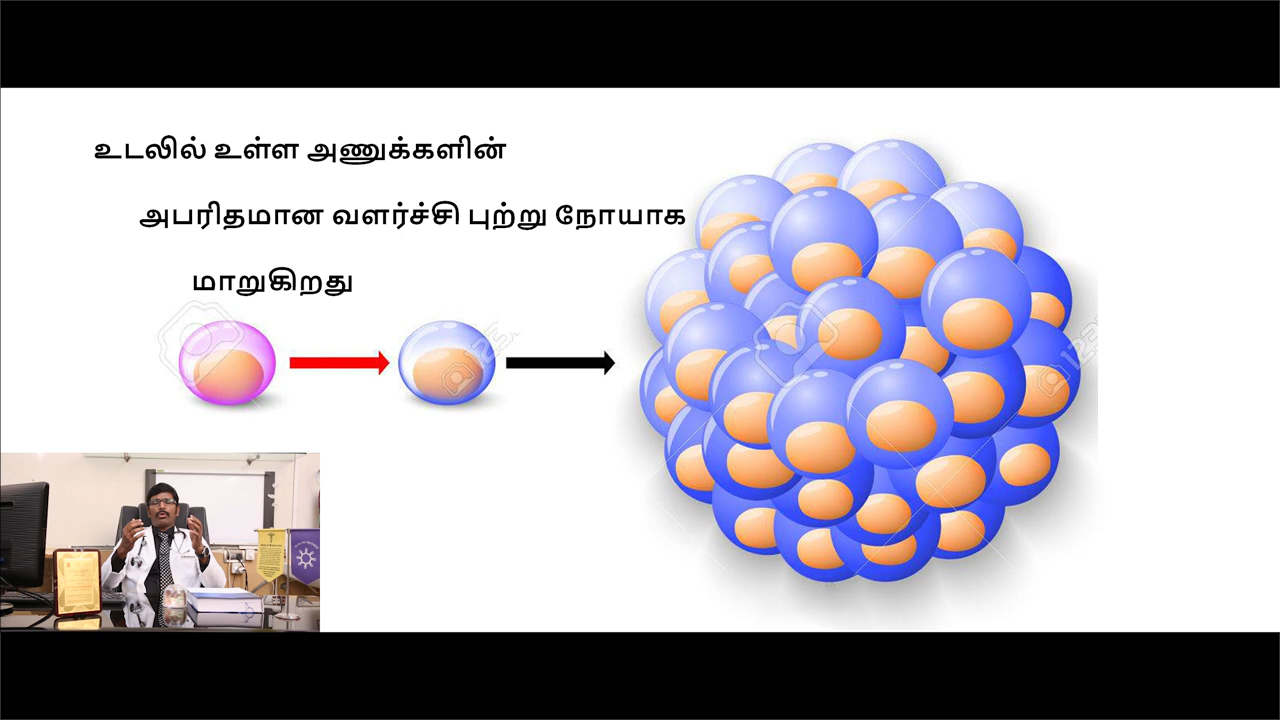 உடலில் உள்ள அணுக்களின்
அபரிதமான வளர்ச்சி புற்று நோயாக
மாறுகிறது